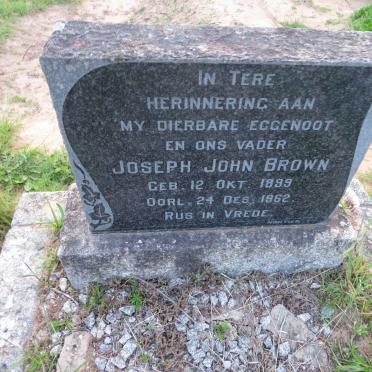 IN TERE
HERINNERING AAN
MY DIERBARE EGGENOOT
EN ONS VADER
JOSEPH JOHN BROWN
GEB. 12 OKT. 1899
OORL. 24 DES. 1962.
RUS IN VREDE.